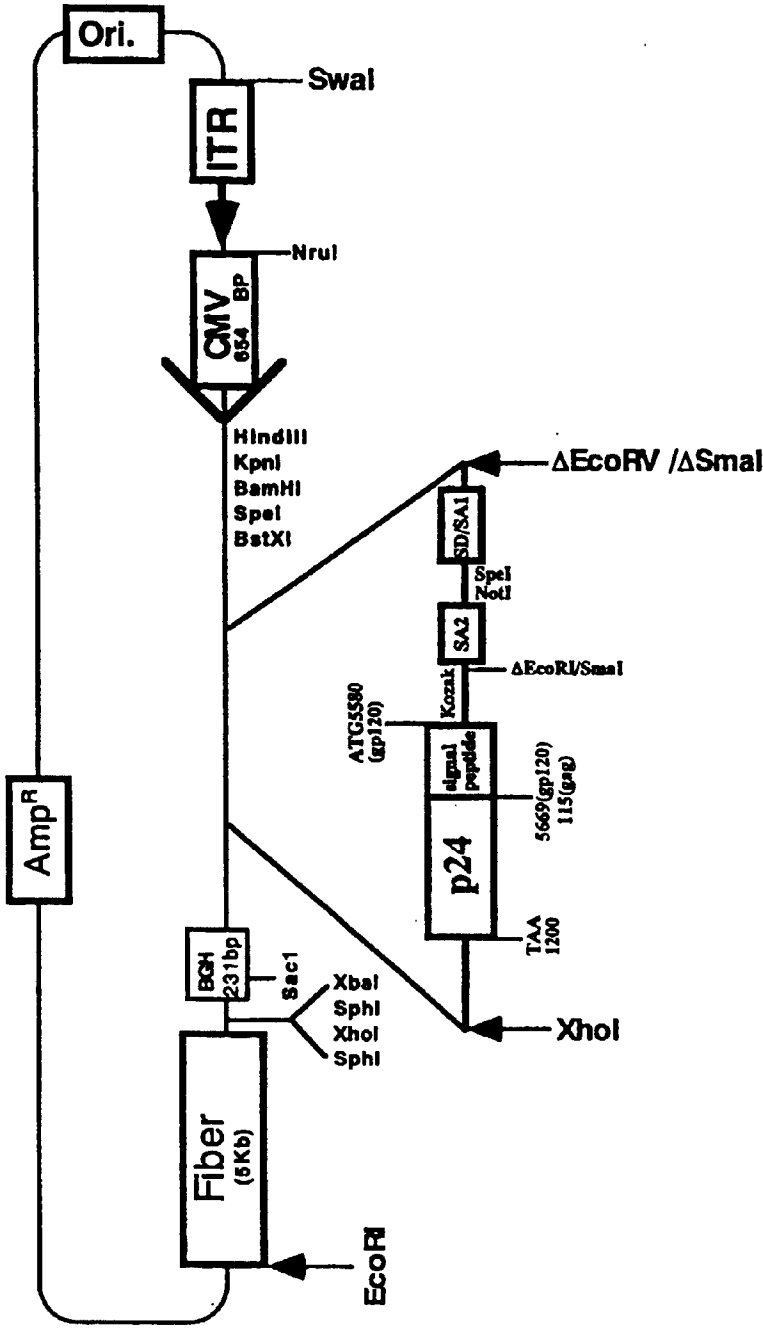 Ori.
SwaI
ITR
NruI
CMV
654 BP
HindIII
KpnI
BamHI
SpeI
BstXI
ΔEcoRV /ΔSmaI
SD/SA1
SpeI
NotI
SA2
ΔEcoRI/SmaI
Kozak
ATG5580
(gp120)
signal
peptide
5669(gp120)
115(gag)
p24
TAA
1200
XhoI
AmpR
BGH
231bp
Sac1
XbaI
SphI
XhoI
SphI
Fiber
(5Kb)
EcoRI